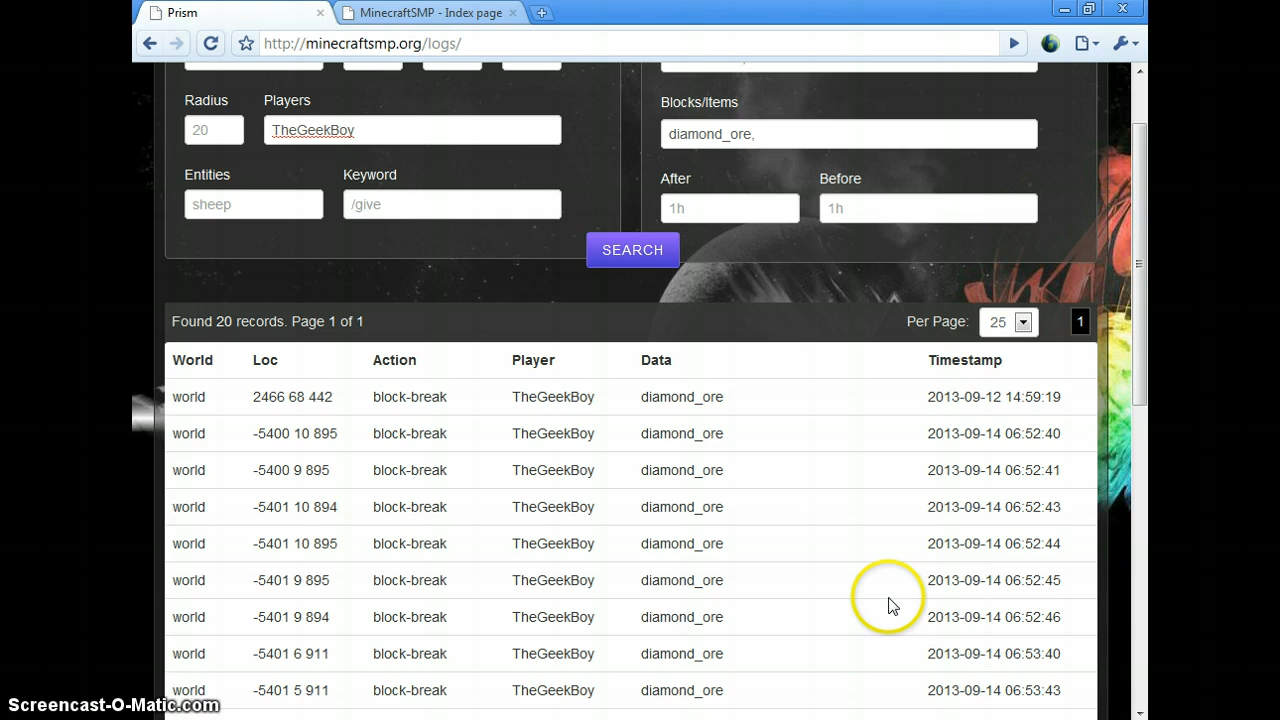 Prism
MinecraftSMP - Index page
http://minecraftsmp.org/logs/
Radius Players
Blocks/Items
20 TheGeekBoy
diamond_ore,
Entities Keyword
After Before
sheep /give
1h 1h
SEARCH
Found 20 records. Page 1 of 1 Per Page: 25 1
World Loc Action Player Data Timestamp
world 2466 68 442 block-break TheGeekBoy diamond_ore 2013-09-12 14:59:19
world -5400 10 895 block-break TheGeekBoy diamond_ore 2013-09-14 06:52:40
world -5400 9 895 block-break TheGeekBoy diamond_ore 2013-09-14 06:52:41
world -5401 10 894 block-break TheGeekBoy diamond_ore 2013-09-14 06:52:43
world -5401 10 895 block-break TheGeekBoy diamond_ore 2013-09-14 06:52:44
world -5401 9 895 block-break TheGeekBoy diamond_ore 2013-09-14 06:52:45
world -5401 9 894 block-break TheGeekBoy diamond_ore 2013-09-14 06:52:46
world -5401 6 911 block-break TheGeekBoy diamond_ore 2013-09-14 06:53:40
world -5401 5 911 block-break TheGeekBoy diamond_ore 2013-09-14 06:53:43
Screencast-O-Matic.com